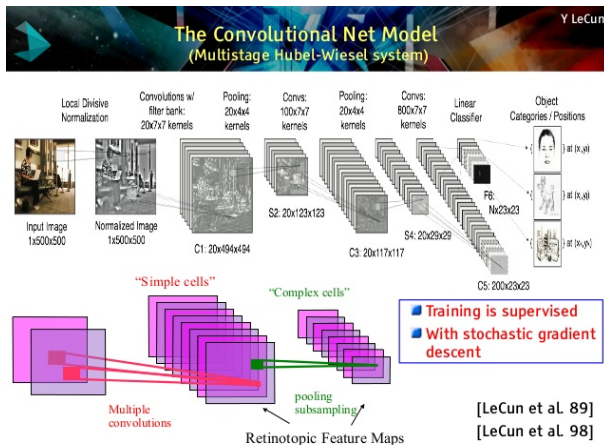 Y LeCun
The Convolutional Net Model
(Multistage Hubel-Wiesel system)
Local Divisive
Normalization
Convolutions w/
filter bank:
20x7x7 kernels
Pooling:
20x4x4
kernels
Convs:
100x7x7
kernels
Pooling:
20x4x4
kernels
Convs:
800x7x7
kernels
Linear
Classifier
Object
Categories / Positions
{ } at (xᵢ,yᵢ)
F6:
Nx23x23
Input Image
1x500x500
Normalized Image
1x500x500
C1: 20x494x494
S2: 20x123x123
C3: 20x117x117
S4: 20x29x29
C5: 200x23x23
“Simple cells”
“Complex cells”
Training is supervised
With stochastic gradient
descent
Multiple
convolutions
pooling
subsampling
Retinotopic Feature Maps
[LeCun et al. 89]
[LeCun et al. 98]